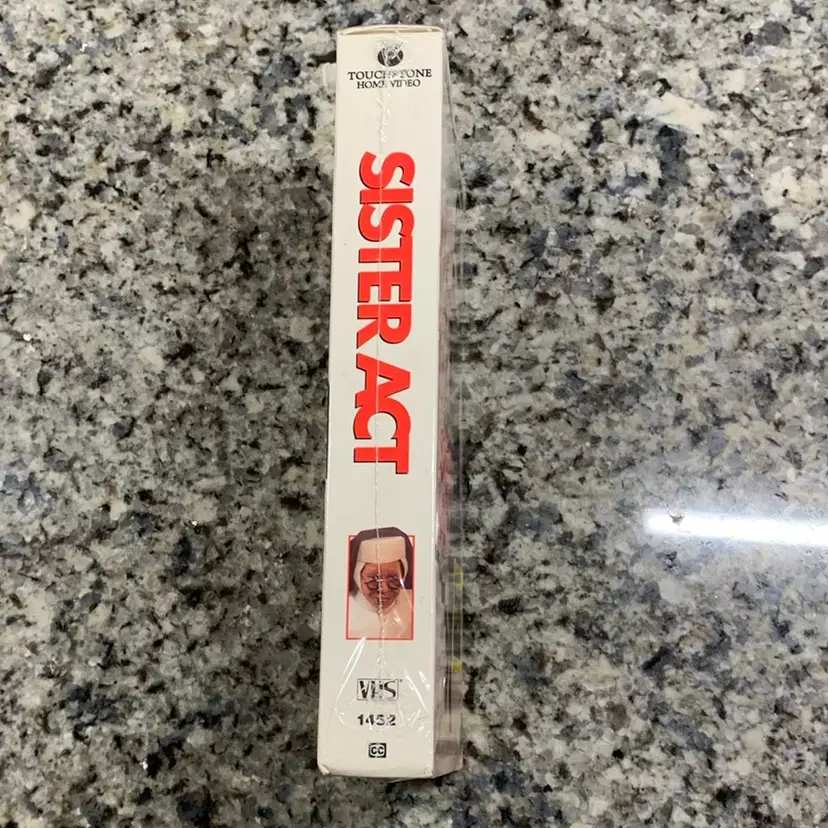 TOUCHSTONE
HOME VIDEO
SISTER ACT
VHS
1452
CC